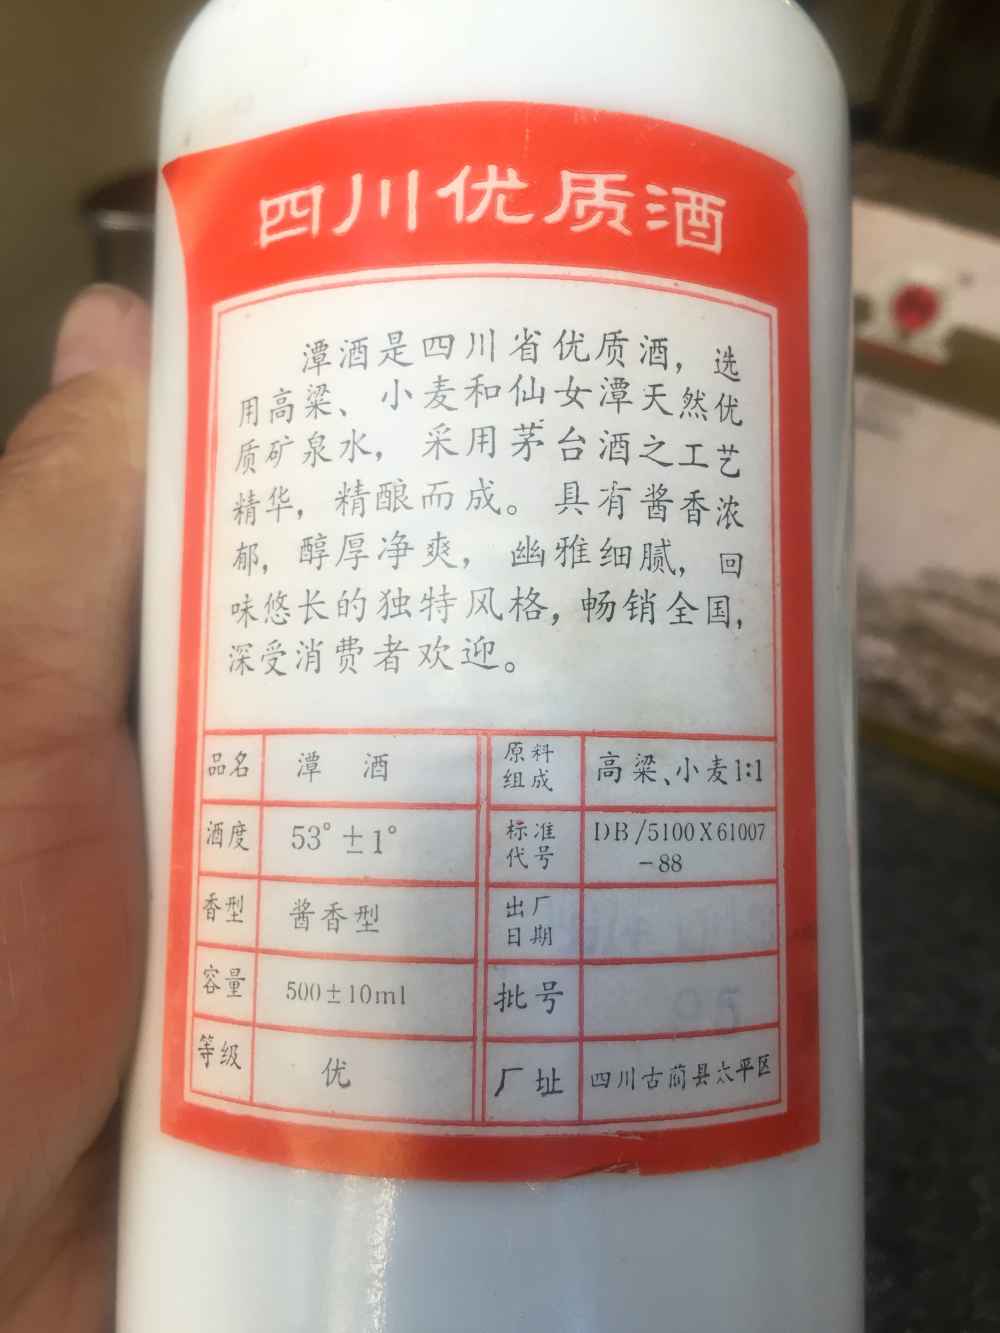 四川优质酒
潭酒是四川省优质酒，选
用高粱、小麦和仙女潭天然优
质矿泉水，采用茅台酒之工艺
精华，精酿而成。具有酱香浓
郁，醇厚净爽，幽雅细腻，回
味悠长的独特风格，畅销全国，
深受消费者欢迎。
品名 潭酒 原料组成 高粱、小麦1:1
酒度 53°±1° 标准代号 DB/5100X61007-88
香型 酱香型 出厂日期
容量 500±10ml 批号
等级 优 厂址 四川古蔺县太平区